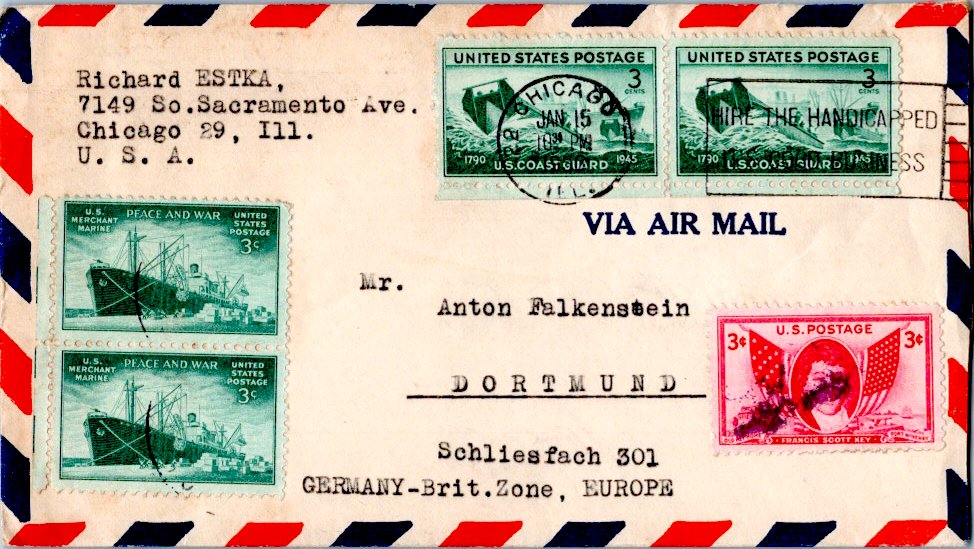 Richard ESTKA,
7149 So.Sacramento Ave.
Chicago 29, Ill.
U. S. A.
UNITED STATES POSTAGE
3
CENTS
1790 U.S. COAST GUARD 1945
UNITED STATES POSTAGE
3
CENTS
1790 U.S. COAST GUARD 1945
CHICAGO
JAN 15
PM
ILL.
HIRE THE HANDICAPPED
BUSINESS
VIA AIR MAIL
U.S. MERCHANT MARINE
PEACE AND WAR
UNITED STATES POSTAGE
3¢
U.S. MERCHANT MARINE
PEACE AND WAR
UNITED STATES POSTAGE
3¢
Mr.
Anton Falkenstein
DORTMUND
Schliesfach 301
GERMANY-Brit.Zone, EUROPE
U.S. POSTAGE
3¢
3¢
FRANCIS SCOTT KEY